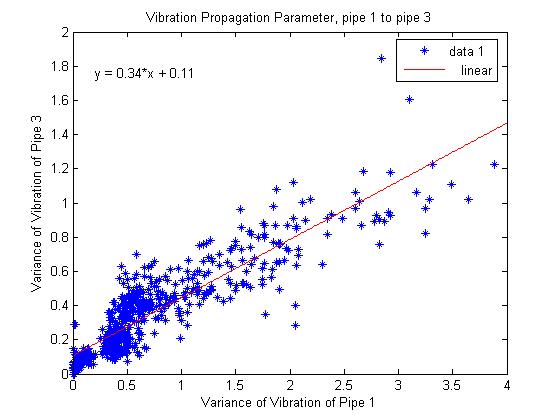 Vibration Propagation Parameter, pipe 1 to pipe 3
y = 0.34*x + 0.11
data 1
linear
Variance of Vibration of Pipe 3
2
1.8
1.6
1.4
1.2
1
0.8
0.6
0.4
0.2
0
0 0.5 1 1.5 2 2.5 3 3.5 4
Variance of Vibration of Pipe 1